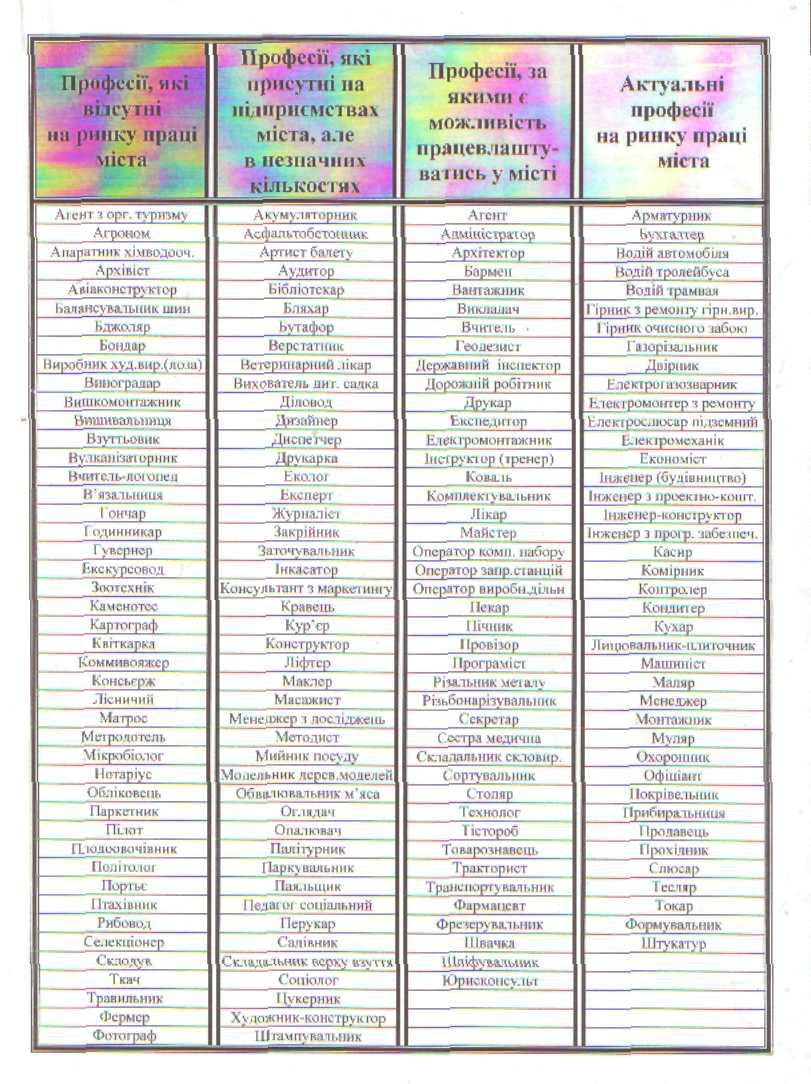 Професії, які
відсутні
на ринку праці
міста
Професії, які
присутні на
підприємствах
міста, але
в незначних
кількостях
Професії, за
якими є
можливість
працевлашту-
ватись у місті
Актуальні
професії
на ринку праці
міста
Агент з орг. туризму
Агроном
Апаратник хімводооч.
Архівіст
Авіаконструктор
Балансувальник шин
Бджоляр
Бондар
Виробник худ.вир.(лоза)
Виноградар
Вишкомонтажник
Вишивальниця
Взуттьовик
Вулканізаторник
Вчитель-логопед
В’язальниця
Гончар
Годинникар
Гувернер
Екскурсовод
Зоотехнік
Каменотес
Картограф
Квіткарка
Коммивояжер
Консьєрж
Лісничий
Матрос
Метрдотель
Мікробіолог
Нотаріус
Обліковець
Паркетник
Пілот
Плодоовочівник
Політолог
Портьє
Птахівник
Рибовод
Селекціонер
Склодув
Ткач
Травильник
Фермер
Фотограф
Акумуляторник
Асфальтобетонник
Артист балету
Аудитор
Бібліотекар
Бляхар
Бутафор
Верстатник
Ветеринарний лікар
Вихователь дит. садка
Діловод
Дизайнер
Диспетчер
Друкарка
Еколог
Експерт
Журналіст
Закрійник
Заточувальник
Інкасатор
Консультант з маркетингу
Кравець
Кур’єр
Конструктор
Ліфтер
Маклер
Масажист
Менеджер з досліджень
Методист
Мийник посуду
Модельник дерев.моделей
Обвалювальник м’яса
Оглядач
Опалювач
Палітурник
Паркувальник
Паяльщик
Педагог соціальний
Перукар
Салівник
Складальник верху взуття
Соціолог
Цукерник
Художник-конструктор
Штампувальник
Агент
Адміністратор
Архітектор
Бармен
Вантажник
Викладач
Вчитель
Геодезист
Державний інспектор
Дорожній робітник
Друкар
Експедитор
Електромонтажник
Інструктор (тренер)
Коваль
Комплектувальник
Лікар
Майстер
Оператор комп. набору
Оператор запр.станцій
Оператор виробн.дільн
Пекар
Пічник
Провізор
Програміст
Різальник металу
Різьбонарізувальник
Секретар
Сестра медична
Складальник скловир.
Сортувальник
Столяр
Технолог
Тістороб
Товарознавець
Тракторист
Транспортувальник
Фармацевт
Фрезерувальник
Швачка
Шліфувальник
Юрисконсульт
Арматурник
Бухгалтер
Водій автомобіля
Водій тролейбуса
Водій трамвая
Гірник з ремонту гірн.вир.
Гірник очисного забою
Газорізальник
Двірник
Електрогазозварник
Електромонтер з ремонту
Електрослюсар підземний
Електромеханік
Економіст
Інженер (будівництво)
Інженер з проектно-кошт.
Інженер-конструктор
Інженер з прогр. забезпеч.
Касир
Комірник
Контролер
Кондитер
Кухар
Лицювальник-плиточник
Машиніст
Маляр
Менеджер
Монтажник
Муляр
Охоронник
Офіціант
Покрівельник
Прибиральниця
Продавець
Прохідник
Слюсар
Тесляр
Токар
Формувальник
Штукатур